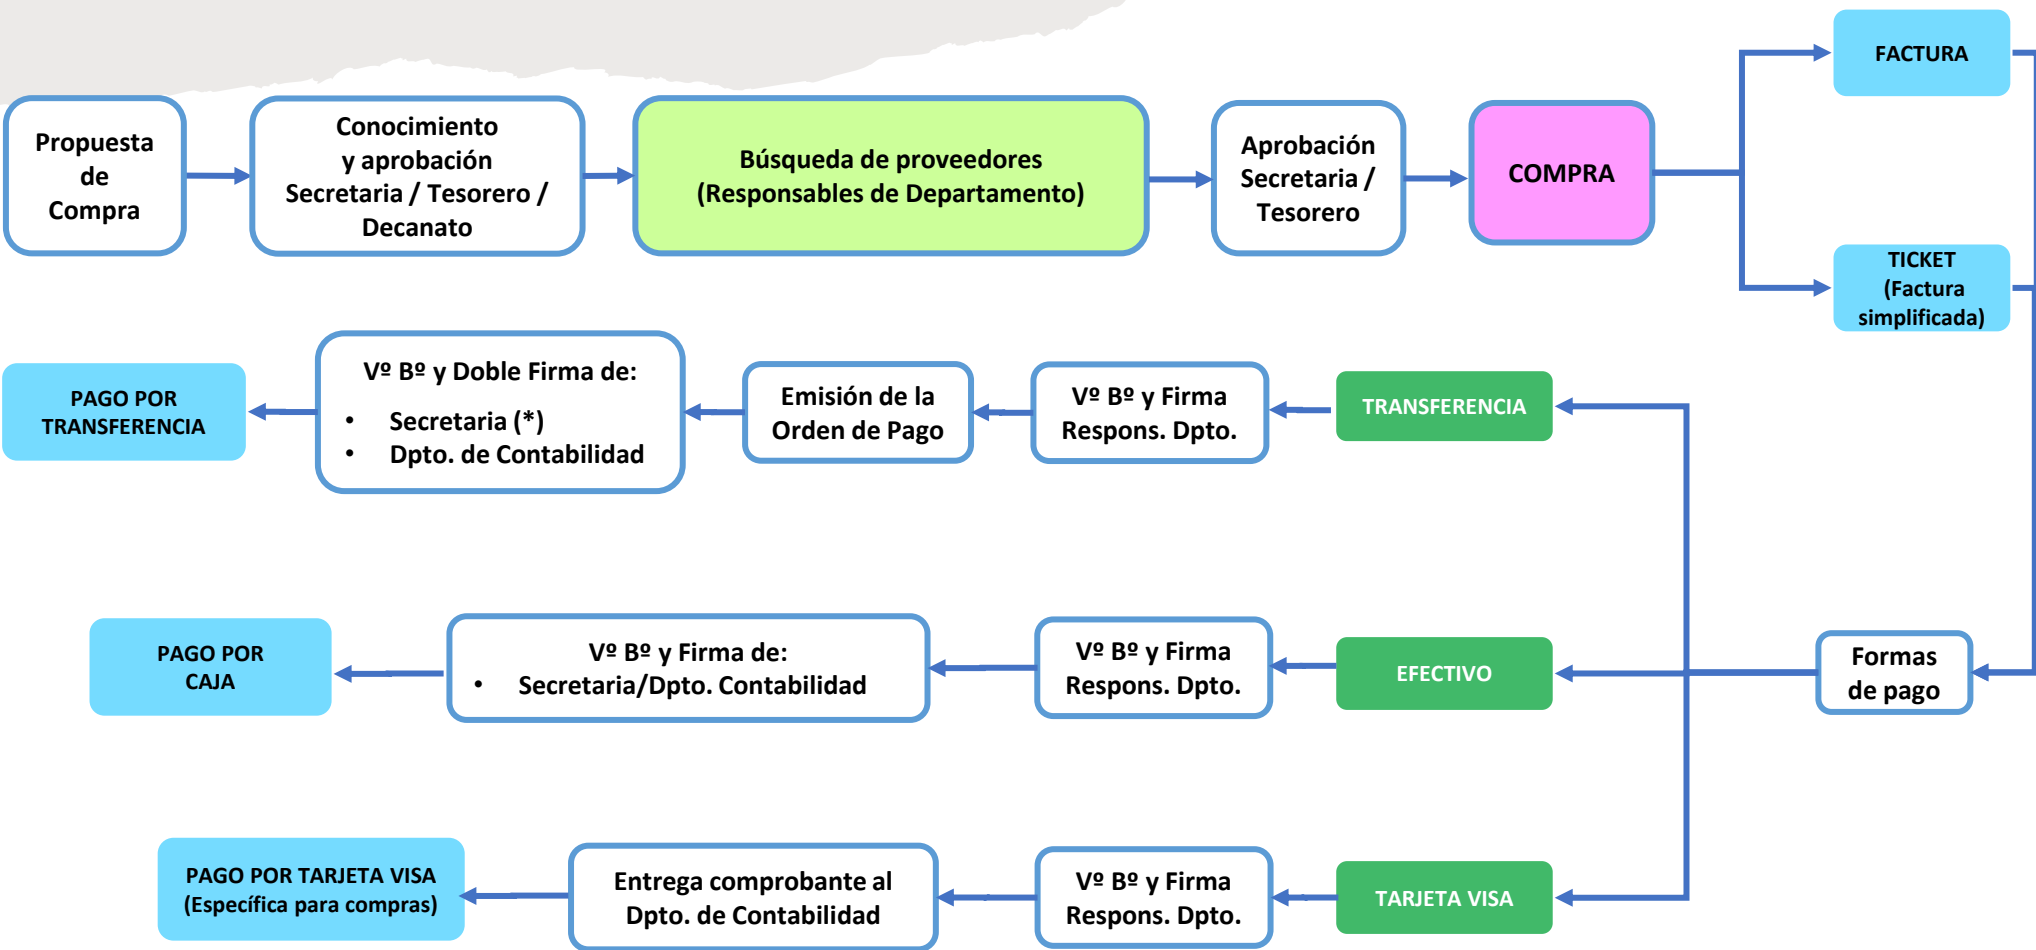 Propuesta
de
Compra
Conocimiento
y aprobación
Secretaria / Tesorero /
Decanato
Búsqueda de proveedores
(Responsables de Departamento)
Aprobación
Secretaria /
Tesorero
COMPRA
FACTURA
TICKET
(Factura
simplificada)
PAGO POR
TRANSFERENCIA
Vº Bº y Doble Firma de:
• Secretaria (*)
• Dpto. de Contabilidad
Emisión de la
Orden de Pago
Vº Bº y Firma
Respons. Dpto.
TRANSFERENCIA
PAGO POR
CAJA
Vº Bº y Firma de:
• Secretaria/Dpto. Contabilidad
Vº Bº y Firma
Respons. Dpto.
EFECTIVO
Formas
de pago
PAGO POR TARJETA VISA
(Específica para compras)
Entrega comprobante al
Dpto. de Contabilidad
Vº Bº y Firma
Respons. Dpto.
TARJETA VISA